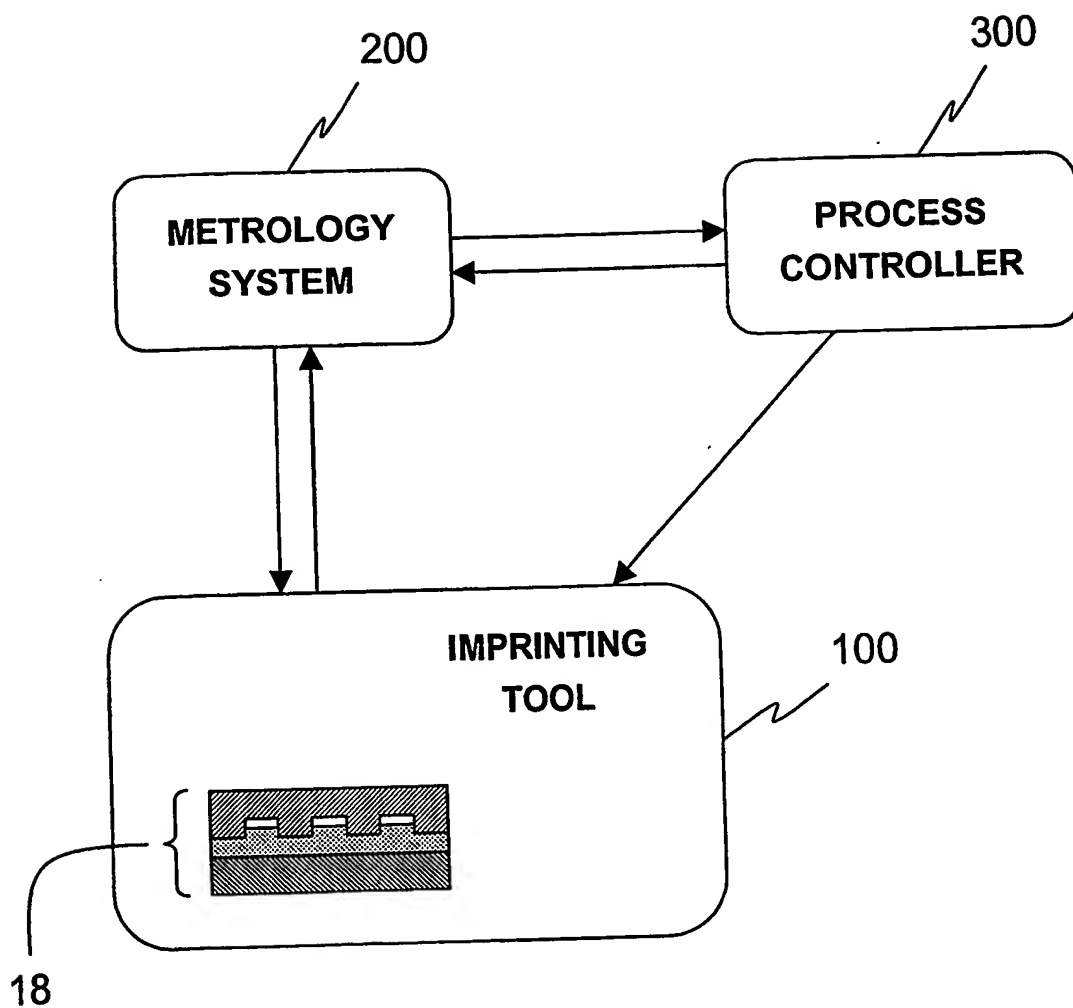 200
300
METROLOGY
SYSTEM
PROCESS
CONTROLLER
IMPRINTING
TOOL
100
18